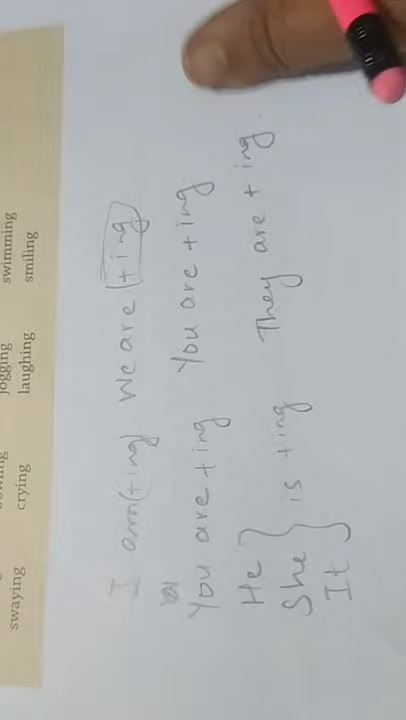 jogging swimming
swaying crying laughing smiling
I am(+ing) We are +ing
You are +ing You are +ing
He
She } is +ing They are + ing.
It